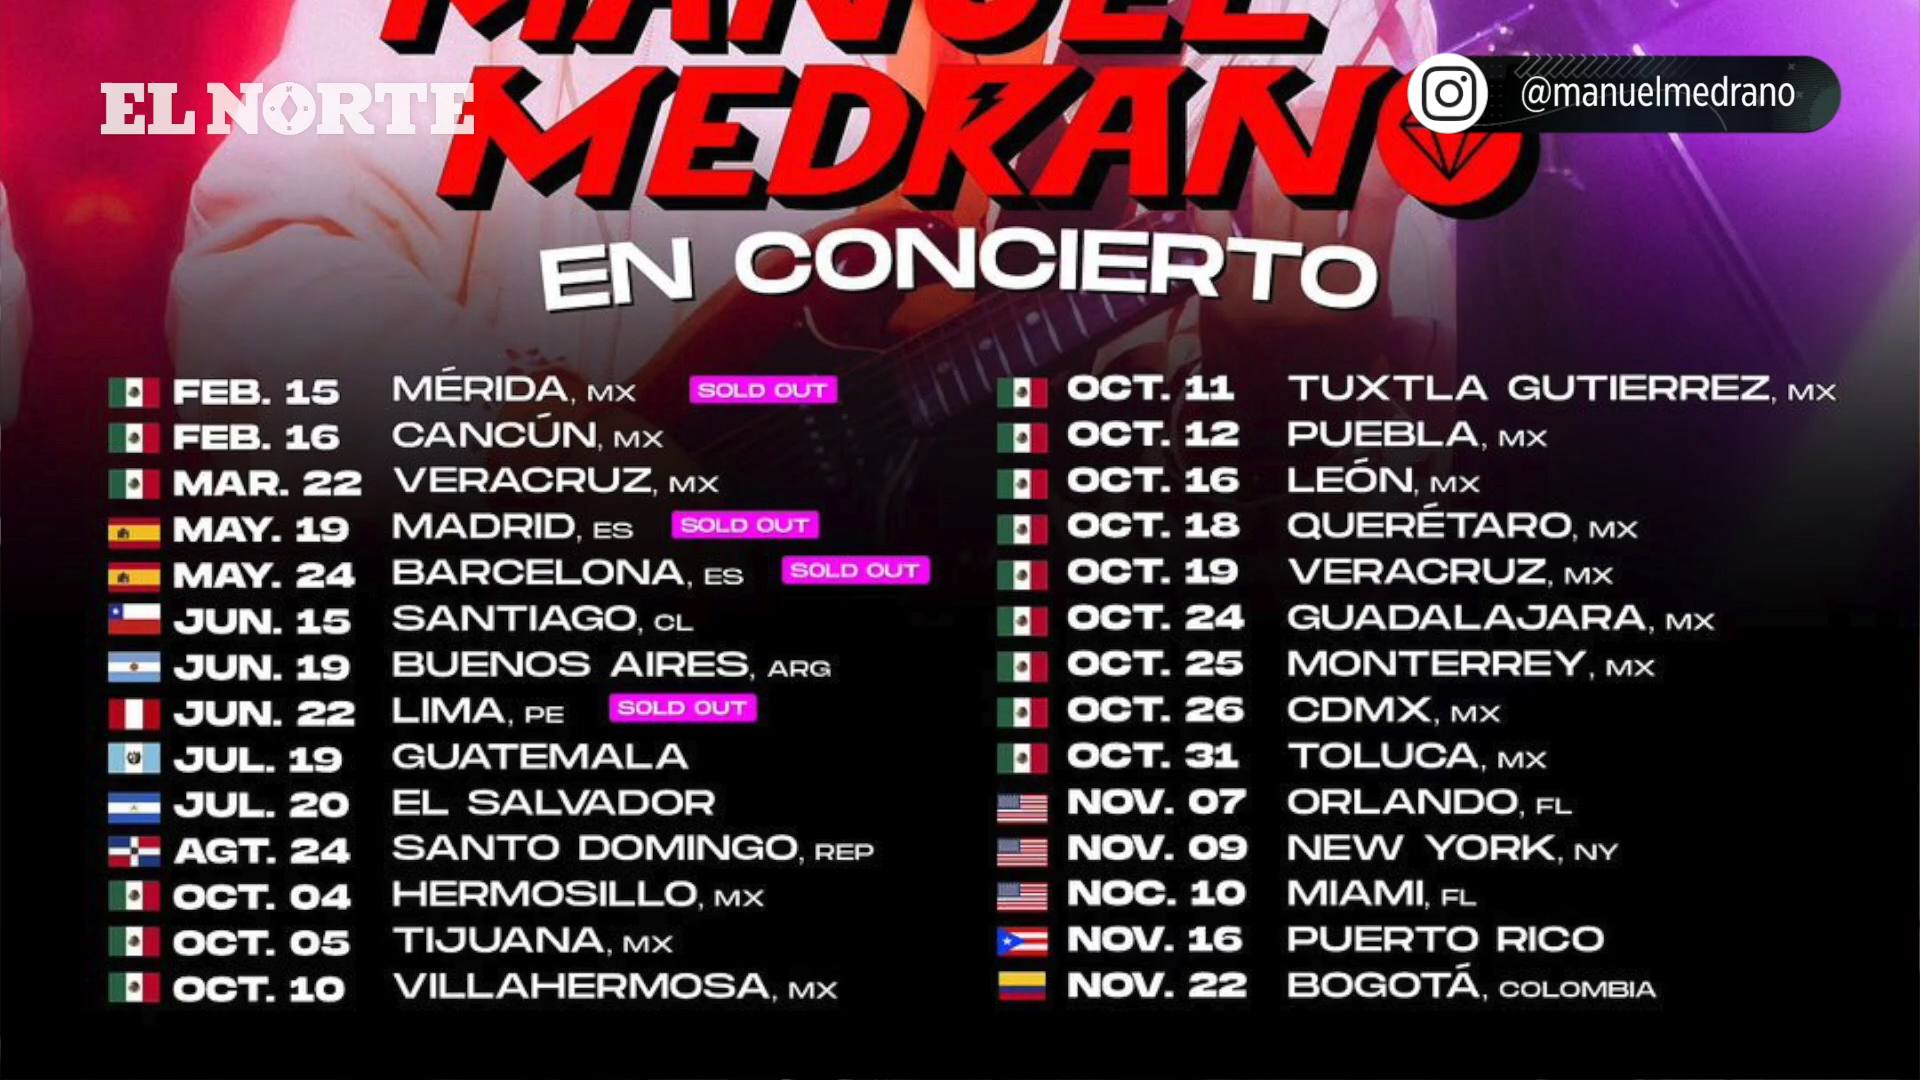 MANUEL
MEDRANO
EL NORTE
@manuelmedrano
EN CONCIERTO
FEB. 15 MÉRIDA, MX SOLD OUT
FEB. 16 CANCÚN, MX
MAR. 22 VERACRUZ, MX
MAY. 19 MADRID, ES SOLD OUT
MAY. 24 BARCELONA, ES SOLD OUT
JUN. 15 SANTIAGO, CL
JUN. 19 BUENOS AIRES, ARG
JUN. 22 LIMA, PE SOLD OUT
JUL. 19 GUATEMALA
JUL. 20 EL SALVADOR
AGT. 24 SANTO DOMINGO, REP
OCT. 04 HERMOSILLO, MX
OCT. 05 TIJUANA, MX
OCT. 10 VILLAHERMOSA, MX
OCT. 11 TUXTLA GUTIERREZ, MX
OCT. 12 PUEBLA, MX
OCT. 16 LEÓN, MX
OCT. 18 QUERÉTARO, MX
OCT. 19 VERACRUZ, MX
OCT. 24 GUADALAJARA, MX
OCT. 25 MONTERREY, MX
OCT. 26 CDMX, MX
OCT. 31 TOLUCA, MX
NOV. 07 ORLANDO, FL
NOV. 09 NEW YORK, NY
NOC. 10 MIAMI, FL
NOV. 16 PUERTO RICO
NOV. 22 BOGOTÁ, COLOMBIA